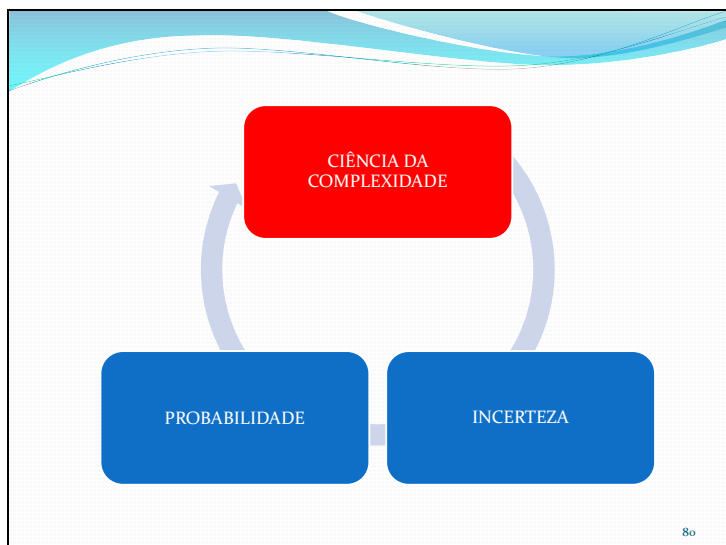 CIÊNCIA DA
COMPLEXIDADE
PROBABILIDADE
INCERTEZA
80